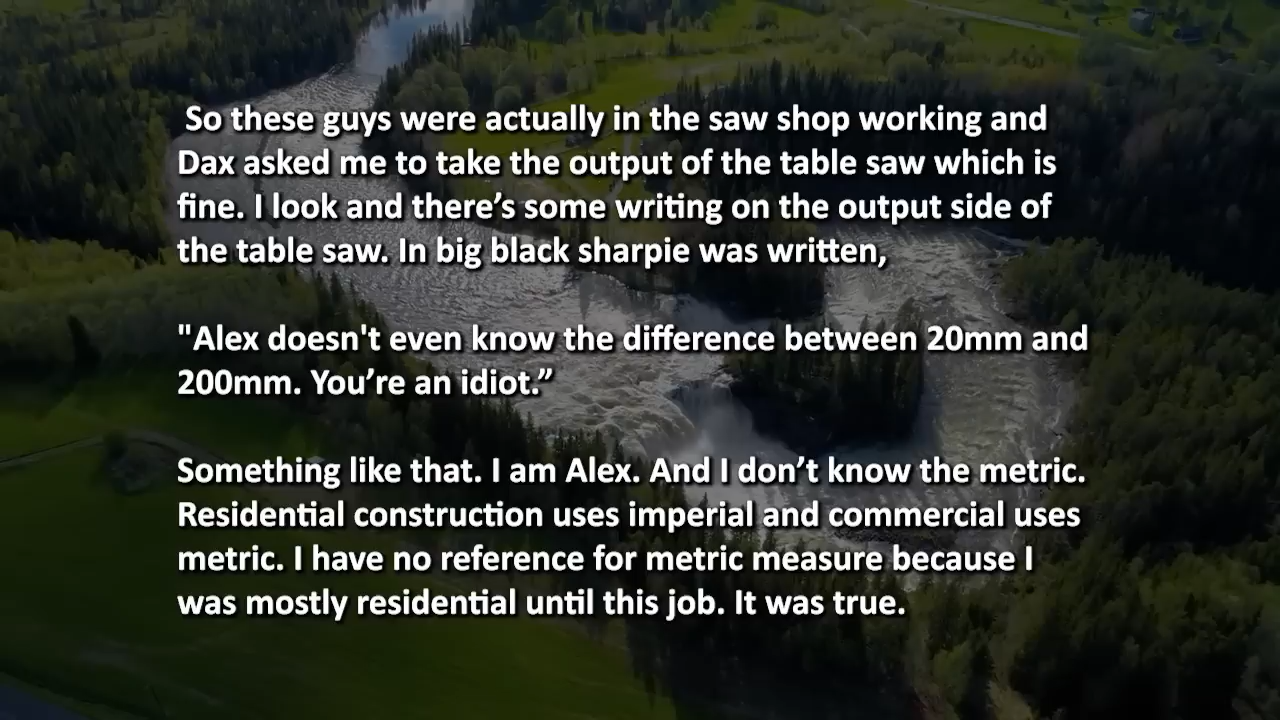 So these guys were actually in the saw shop working and
Dax asked me to take the output of the table saw which is
fine. I look and there’s some writing on the output side of
the table saw. In big black sharpie was written,
"Alex doesn't even know the difference between 20mm and
200mm. You’re an idiot.”
Something like that. I am Alex. And I don’t know the metric.
Residential construction uses imperial and commercial uses
metric. I have no reference for metric measure because I
was mostly residential until this job. It was true.